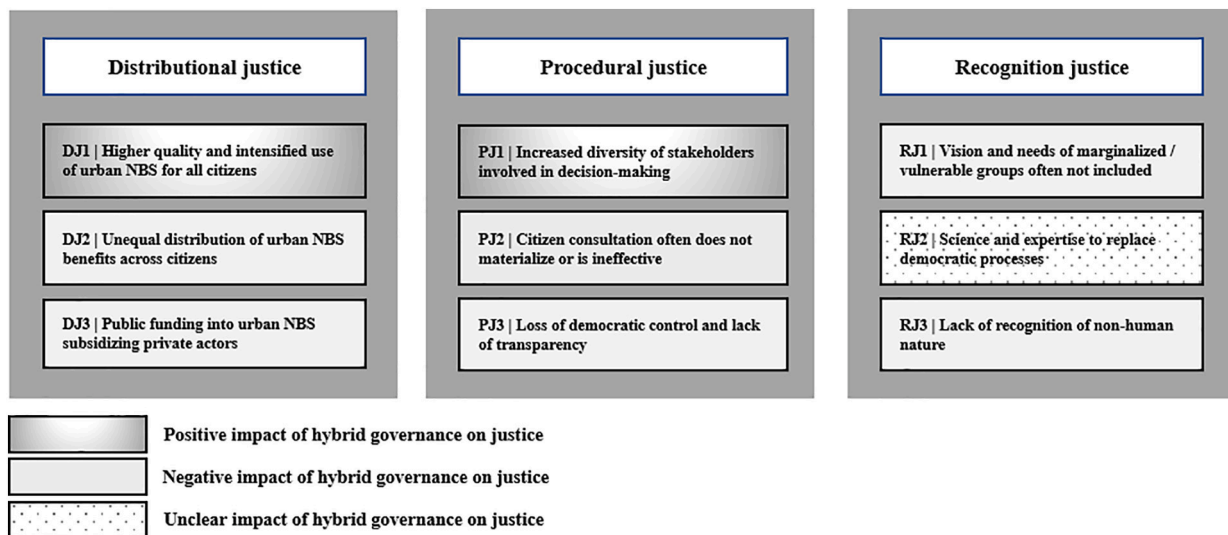 Distributional justice
DJ1 | Higher quality and intensified use
of urban NBS for all citizens
DJ2 | Unequal distribution of urban NBS
benefits across citizens
DJ3 | Public funding into urban NBS
subsidizing private actors
Procedural justice
PJ1 | Increased diversity of stakeholders
involved in decision-making
PJ2 | Citizen consultation often does not
materialize or is ineffective
PJ3 | Loss of democratic control and lack
of transparency
Recognition justice
RJ1 | Vision and needs of marginalized /
vulnerable groups often not included
RJ2 | Science and expertise to replace
democratic processes
RJ3 | Lack of recognition of non-human
nature
Positive impact of hybrid governance on justice
Negative impact of hybrid governance on justice
Unclear impact of hybrid governance on justice